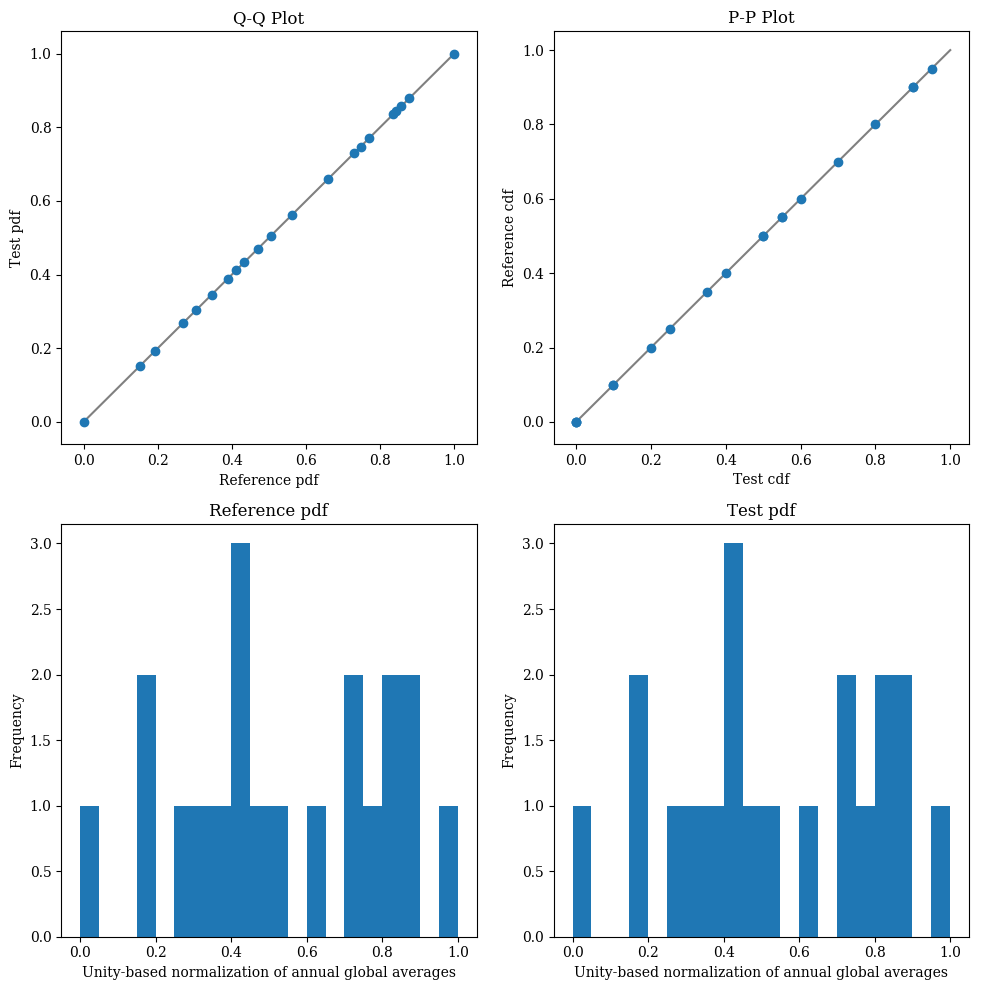 Q-Q Plot
1.0
0.8
0.6
0.4
0.2
0.0
Test pdf
0.0 0.2 0.4 0.6 0.8 1.0
Reference pdf
P-P Plot
1.0
0.8
0.6
0.4
0.2
0.0
Reference cdf
0.0 0.2 0.4 0.6 0.8 1.0
Test cdf
Reference pdf
3.0
2.5
2.0
1.5
1.0
0.5
0.0
Frequency
0.0 0.2 0.4 0.6 0.8 1.0
Unity-based normalization of annual global averages
Test pdf
3.0
2.5
2.0
1.5
1.0
0.5
0.0
Frequency
0.0 0.2 0.4 0.6 0.8 1.0
Unity-based normalization of annual global averages